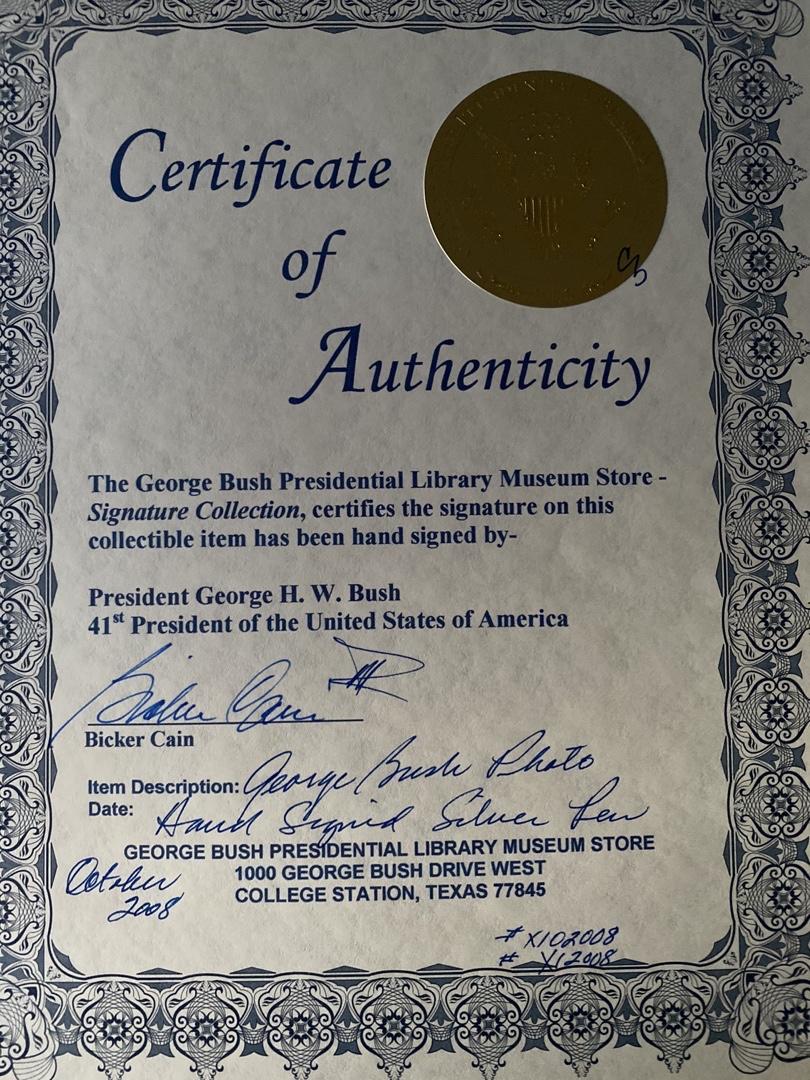 Certificate
of
Authenticity
The George Bush Presidential Library Museum Store -
Signature Collection, certifies the signature on this
collectible item has been hand signed by-
President George H. W. Bush
41st President of the United States of America
Bicker Cain
Bicker Cain
Item Description: George Bush Photo
Date: Hand Signed Silver Pen
GEORGE BUSH PRESIDENTIAL LIBRARY MUSEUM STORE
1000 GEORGE BUSH DRIVE WEST
COLLEGE STATION, TEXAS 77845
October
2008
# X102008
# X12008